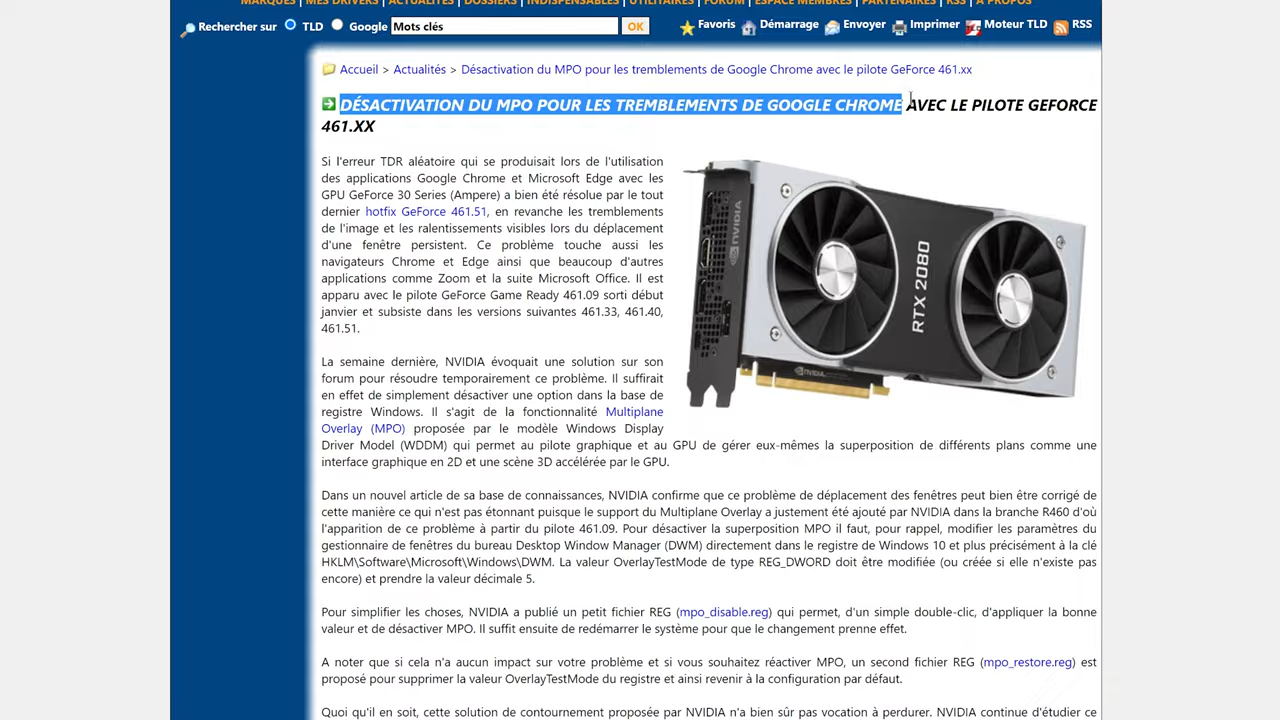 MARQUES | MES DRIVERS | ACTUALITÉS | DOSSIERS | INDISPENSABLES | UTILITAIRES | FORUM | ESPACE MEMBRES | PARTENAIRES | RSS | A PROPOS
Rechercher sur TLD Google Mots clés OK Favoris Démarrage Envoyer Imprimer Moteur TLD RSS
Accueil > Actualités > Désactivation du MPO pour les tremblements de Google Chrome avec le pilote GeForce 461.xx
DÉSACTIVATION DU MPO POUR LES TREMBLEMENTS DE GOOGLE CHROME AVEC LE PILOTE GEFORCE
461.XX
Si l'erreur TDR aléatoire qui se produisait lors de l'utilisation
des applications Google Chrome et Microsoft Edge avec les
GPU GeForce 30 Series (Ampere) a bien été résolue par le tout
dernier hotfix GeForce 461.51, en revanche les tremblements
de l'image et les ralentissements visibles lors du déplacement
d'une fenêtre persistent. Ce problème touche aussi les
navigateurs Chrome et Edge ainsi que beaucoup d'autres
applications comme Zoom et la suite Microsoft Office. Il est
apparu avec le pilote GeForce Game Ready 461.09 sorti début
janvier et subsiste dans les versions suivantes 461.33, 461.40,
461.51.
NVIDIA
RTX 2080
NVIDIA
La semaine dernière, NVIDIA évoquait une solution sur son
forum pour résoudre temporairement ce problème. Il suffirait
en effet de simplement désactiver une option dans la base de
registre Windows. Il s'agit de la fonctionnalité Multiplane
Overlay (MPO) proposée par le modèle Windows Display
Driver Model (WDDM) qui permet au pilote graphique et au GPU de gérer eux-mêmes la superposition de différents plans comme une
interface graphique en 2D et une scène 3D accélérée par le GPU.
Dans un nouvel article de sa base de connaissances, NVIDIA confirme que ce problème de déplacement des fenêtres peut bien être corrigé de
cette manière ce qui n'est pas étonnant puisque le support du Multiplane Overlay a justement été ajouté par NVIDIA dans la branche R460 d'où
l'apparition de ce problème à partir du pilote 461.09. Pour désactiver la superposition MPO il faut, pour rappel, modifier les paramètres du
gestionnaire de fenêtres du bureau Desktop Window Manager (DWM) directement dans le registre de Windows 10 et plus précisément à la clé
HKLM\Software\Microsoft\Windows\DWM. La valeur OverlayTestMode de type REG_DWORD doit être modifiée (ou créée si elle n'existe pas
encore) et prendre la valeur décimale 5.
Pour simplifier les choses, NVIDIA a publié un petit fichier REG (mpo_disable.reg) qui permet, d'un simple double-clic, d'appliquer la bonne
valeur et de désactiver MPO. Il suffit ensuite de redémarrer le système pour que le changement prenne effet.
A noter que si cela n'a aucun impact sur votre problème et si vous souhaitez réactiver MPO, un second fichier REG (mpo_restore.reg) est
proposé pour supprimer la valeur OverlayTestMode du registre et ainsi revenir à la configuration par défaut.
Quoi qu'il en soit, cette solution de contournement proposée par NVIDIA n'a bien sûr pas vocation à perdurer. NVIDIA continue d'étudier ce